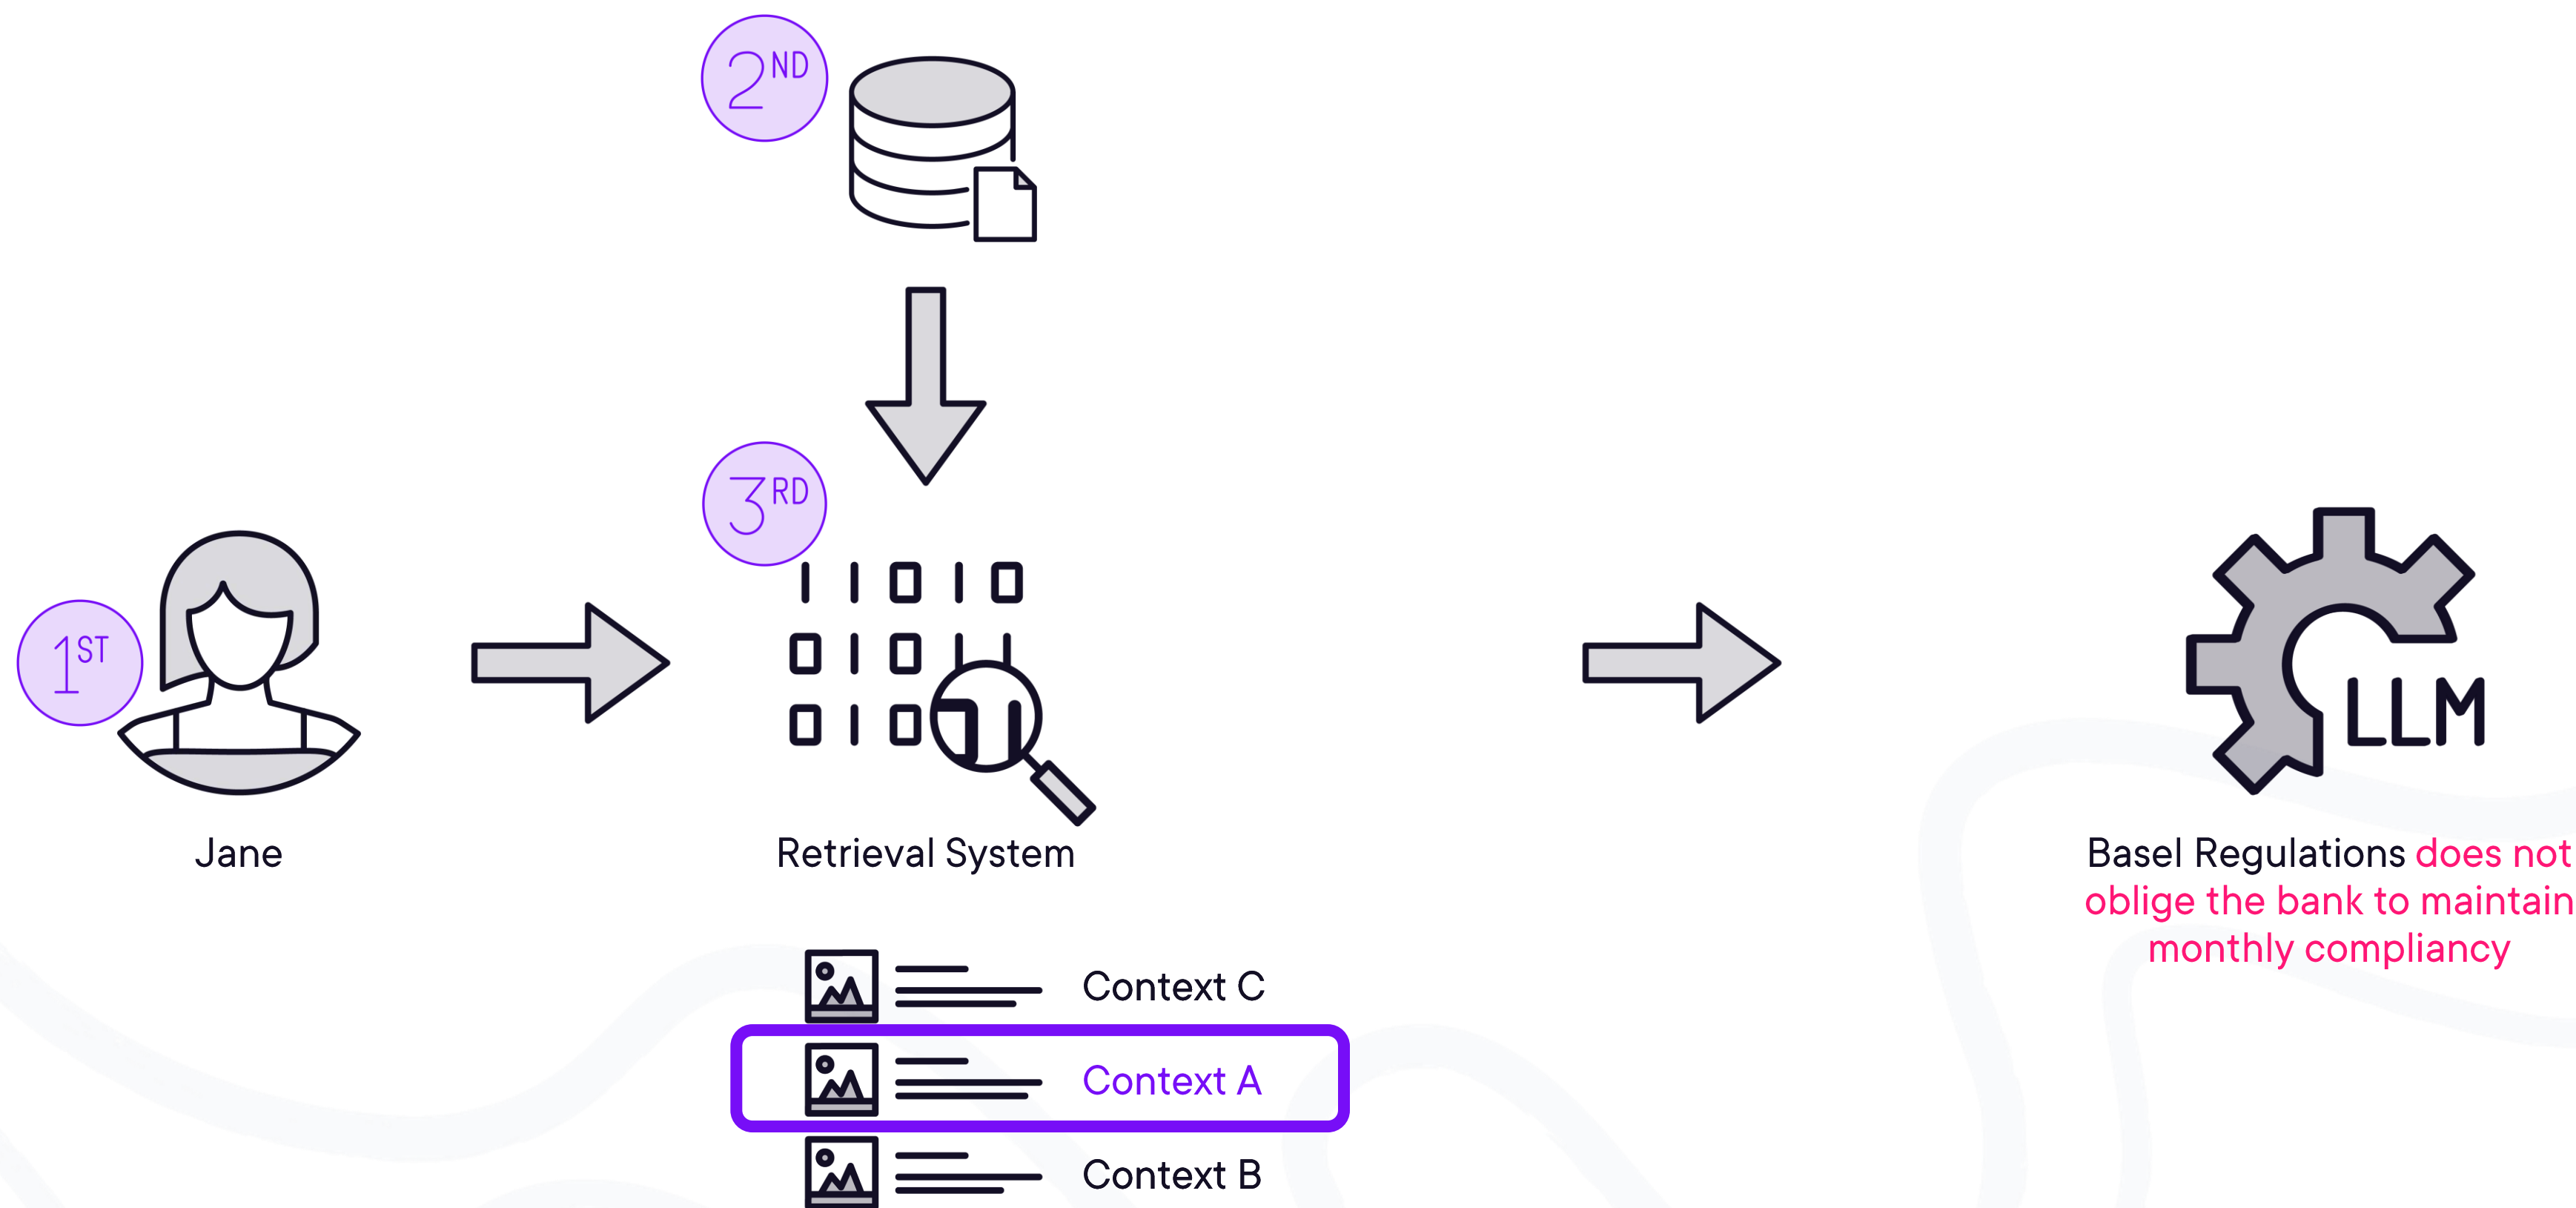 2ND
3RD
1ST
LLM
Jane
Retrieval System
Basel Regulations does not
oblige the bank to maintain
monthly compliancy
Context C
Context A
Context B